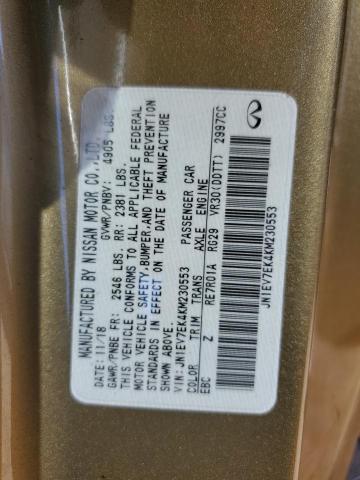 MANUFACTURED BY NISSAN MOTOR CO.,LTD.
DATE: 11/18 GVWR/PNBV: 4905 LBS
GAWR/PNBE FR: 2546 LBS. RR: 2381 LBS.
THIS VEHICLE CONFORMS TO ALL APPLICABLE FEDERAL
MOTOR VEHICLE SAFETY,BUMPER,AND THEFT PREVENTION
STANDARDS IN EFFECT ON THE DATE OF MANUFACTURE
SHOWN ABOVE.
VIN: JN1EV7EK4KM230553 PASSENGER CAR
COLOR TRIM TRANS AXLE ENGINE
EBC Z RE7R01A RG29 VR30(DDTT) 2997CC
JN1EV7EK4KM230553